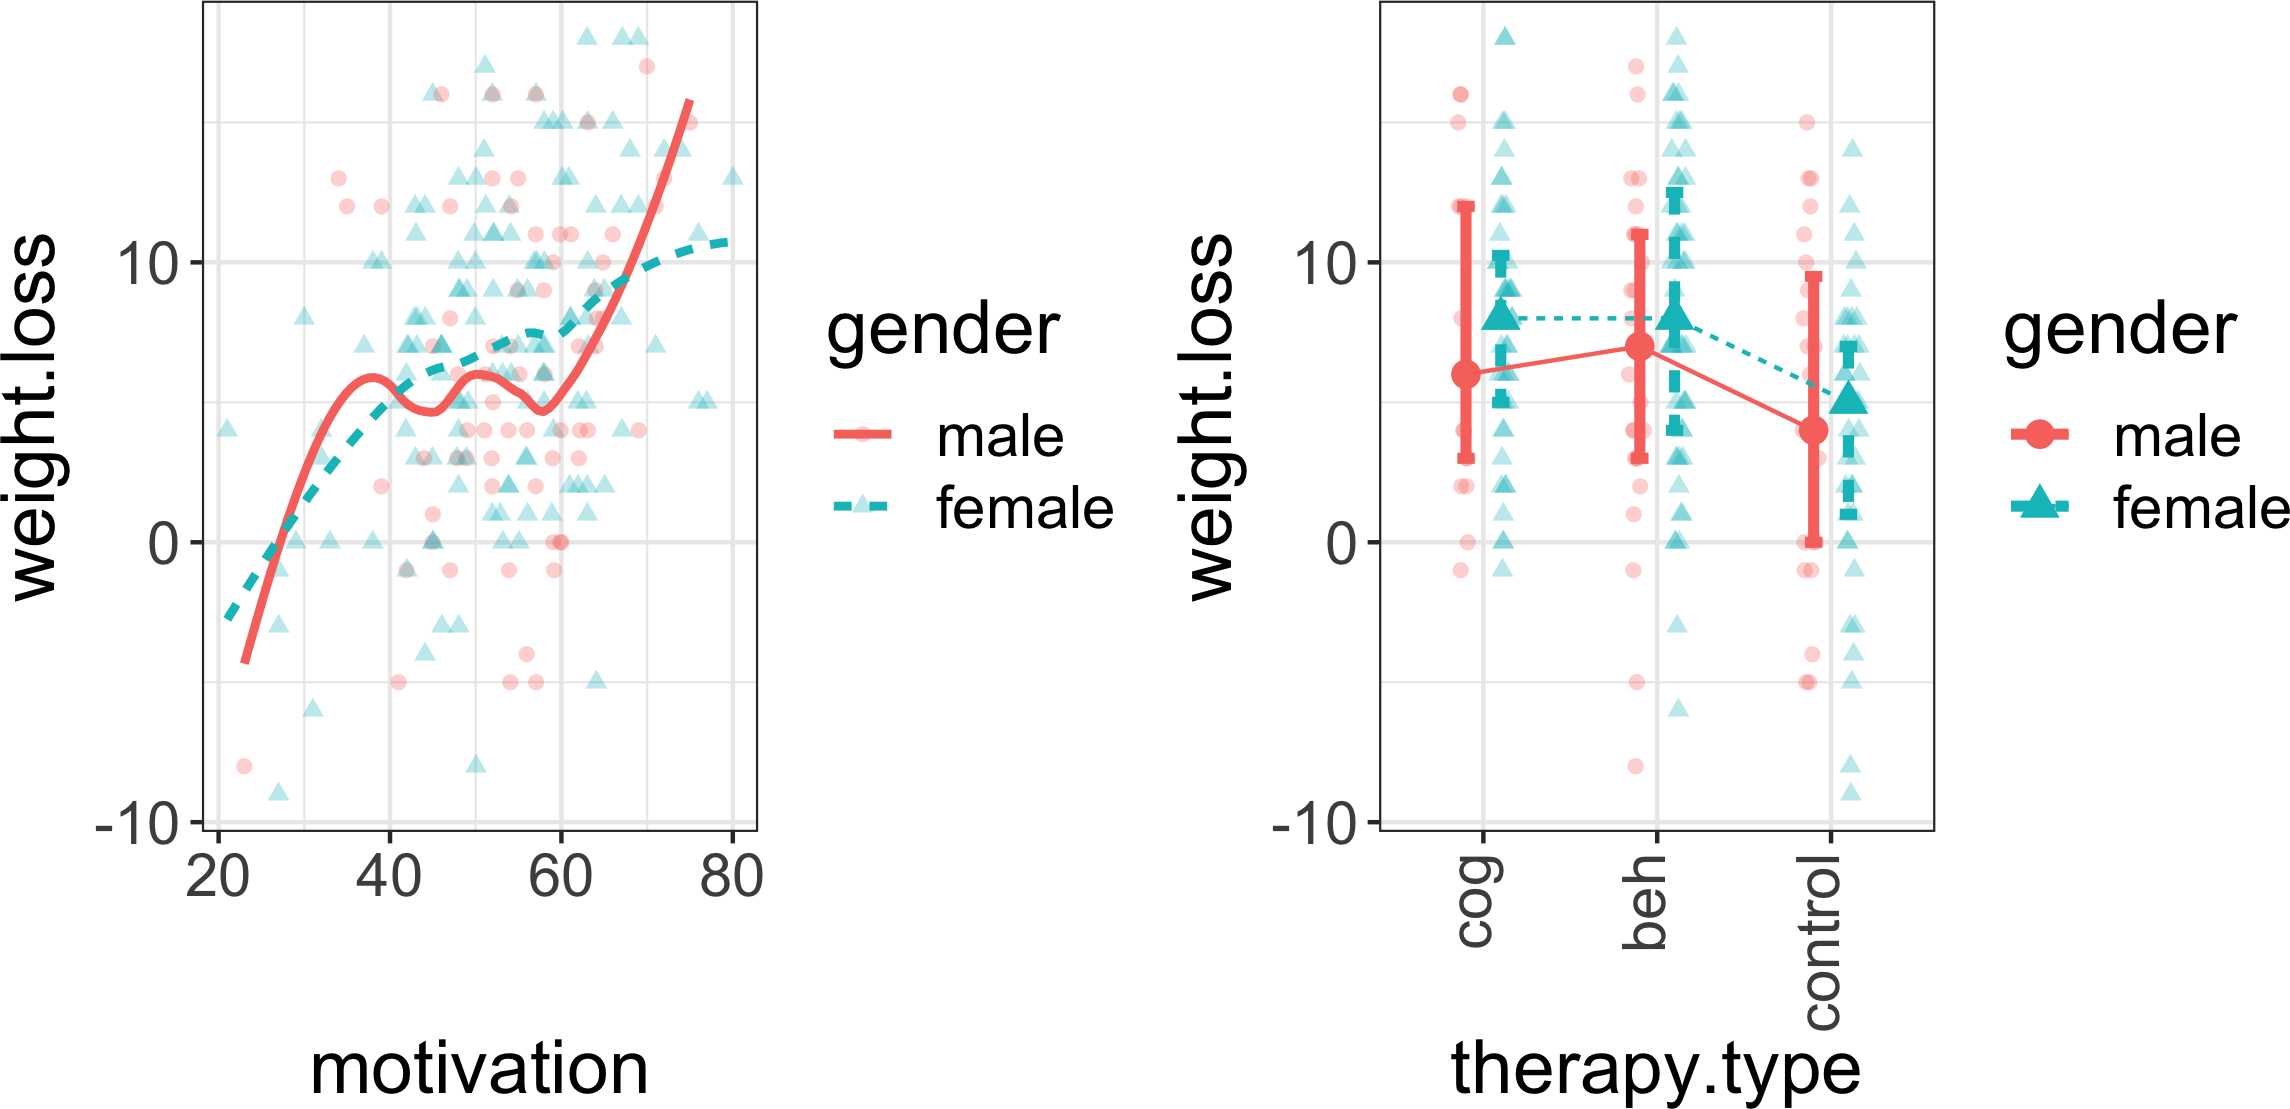 weight.loss
10
0
-10
20 40 60 80
motivation
gender
male
female
weight.loss
10
0
-10
cog
beh
control
therapy.type
gender
male
female